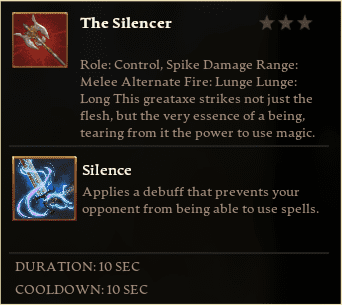 The Silencer
Role: Control, Spike Damage Range:
Melee Alternate Fire: Lunge Lunge:
Long This greataxe strikes not just the
flesh, but the very essence of a being,
tearing from it the power to use magic.
Silence
Applies a debuff that prevents your
opponent from being able to use spells.
DURATION: 10 SEC
COOLDOWN: 10 SEC